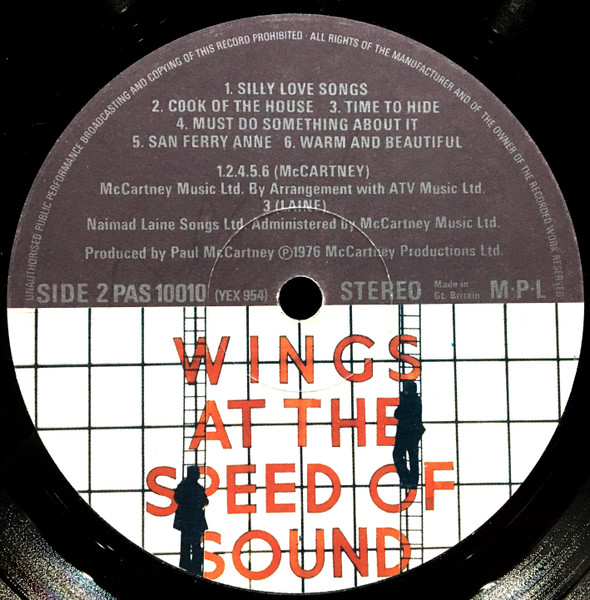 UNAUTHORISED PUBLIC PERFORMANCE BROADCASTING AND COPYING OF THIS RECORD PROHIBITED · ALL RIGHTS OF THE MANUFACTURER AND OF THE OWNER OF THE RECORDED WORK RESERVED
1. SILLY LOVE SONGS
2. COOK OF THE HOUSE 3. TIME TO HIDE
4. MUST DO SOMETHING ABOUT IT
5. SAN FERRY ANNE 6. WARM AND BEAUTIFUL
1.2.4.5.6 (McCARTNEY)
McCartney Music Ltd. By Arrangement with ATV Music Ltd.
3 (LAINE)
Naimad Laine Songs Ltd. Administered by McCartney Music Ltd.
Produced by Paul McCartney ℗1976 McCartney Productions Ltd.
SIDE 2 PAS 10010 (YEX 954) STEREO Made in Gt. Britain M·P·L
WINGS
AT THE
SPEED OF
SOUND